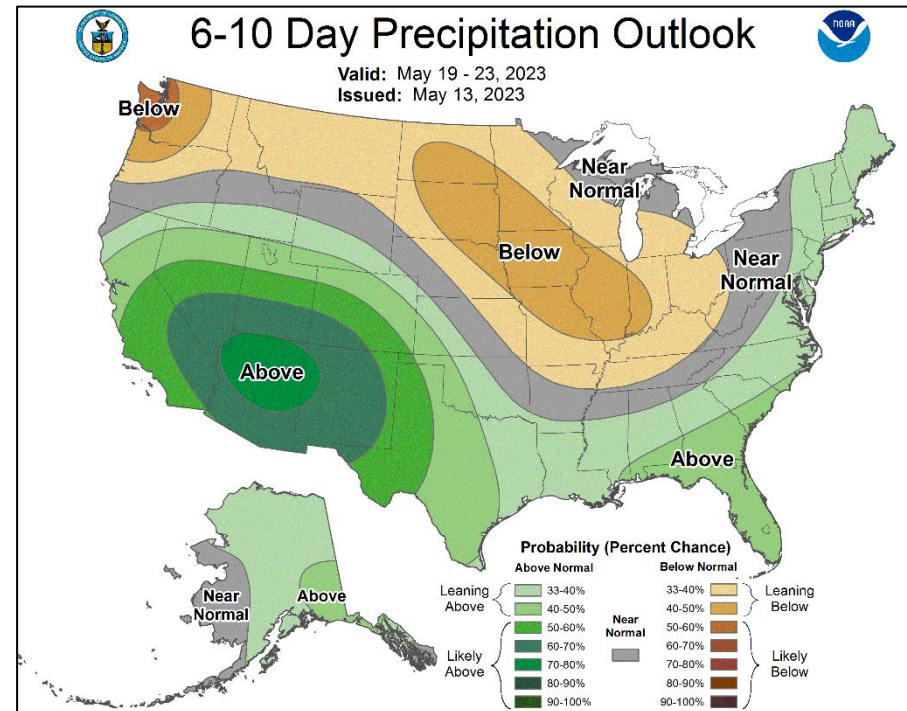 6-10 Day Precipitation Outlook
Valid: May 19 - 23, 2023
Issued: May 13, 2023
NOAA
Below
Near
Normal
Below
Near
Normal
Above
Above
Near
Normal
Above
Probability (Percent Chance)
Above Normal
Below Normal
Leaning
Above
33-40%
40-50%
Likely
Above
50-60%
60-70%
70-80%
80-90%
90-100%
Near
Normal
33-40%
40-50%
Leaning
Below
50-60%
60-70%
70-80%
80-90%
90-100%
Likely
Below